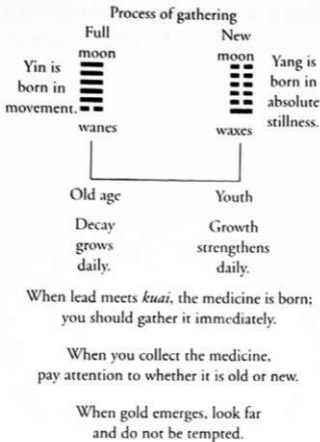 Process of gathering
Full
moon
New
moon
Yin is
born in
movement.
Yang is
born in
absolute
stillness.
wanes
waxes
Old age
Youth
Decay
grows
daily.
Growth
strengthens
daily.
When lead meets kuai, the medicine is born;
you should gather it immediately.
When you collect the medicine,
pay attention to whether it is old or new.
When gold emerges, look far
and do not be tempted.